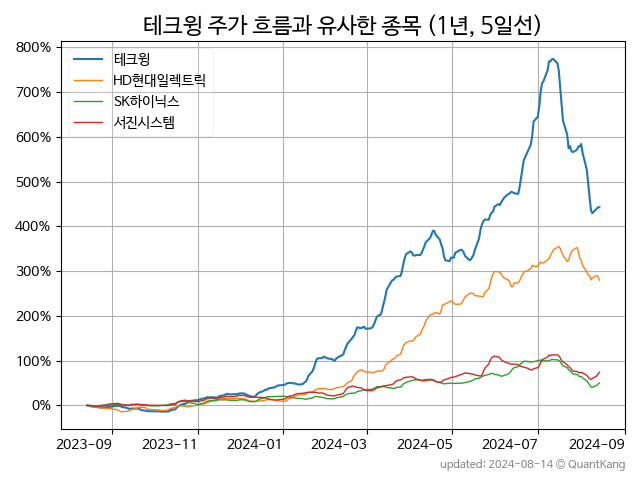 테크윙 주가 흐름과 유사한 종목 (1년, 5일선)
테크윙
HD현대일렉트릭
SK하이닉스
서진시스템
800%
700%
600%
500%
400%
300%
200%
100%
0%
2023-09 2023-11 2024-01 2024-03 2024-05 2024-07 2024-09
updated: 2024-08-14 © QuantKang